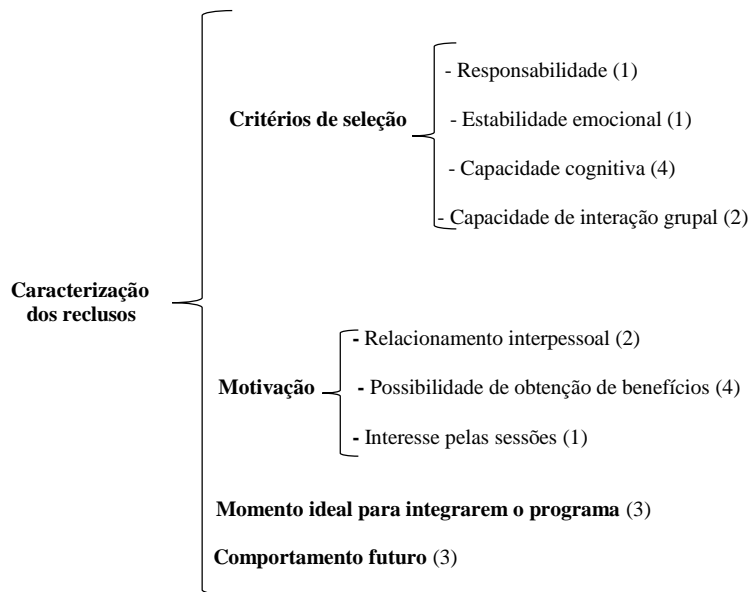 - Responsabilidade (1)
Critérios de seleção
- Estabilidade emocional (1)
- Capacidade cognitiva (4)
- Capacidade de interação grupal (2)
Caracterização
dos reclusos
- Relacionamento interpessoal (2)
Motivação
- Possibilidade de obtenção de benefícios (4)
- Interesse pelas sessões (1)
Momento ideal para integrarem o programa (3)
Comportamento futuro (3)